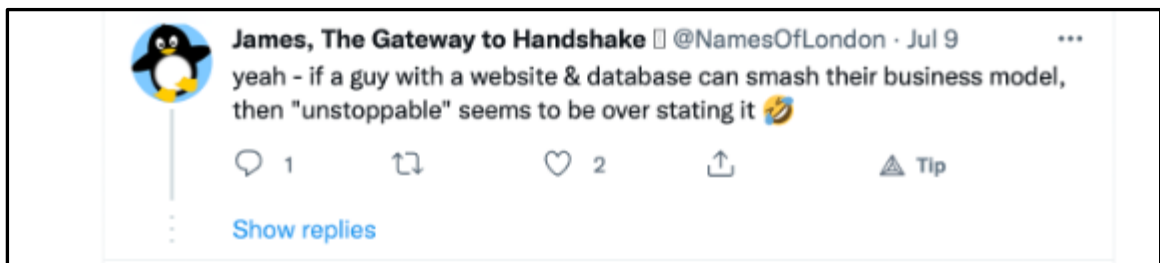 James, The Gateway to Handshake @NamesOfLondon · Jul 9
yeah - if a guy with a website & database can smash their business model,
then "unstoppable" seems to be over stating it 🤣
1 2 Tip
Show replies